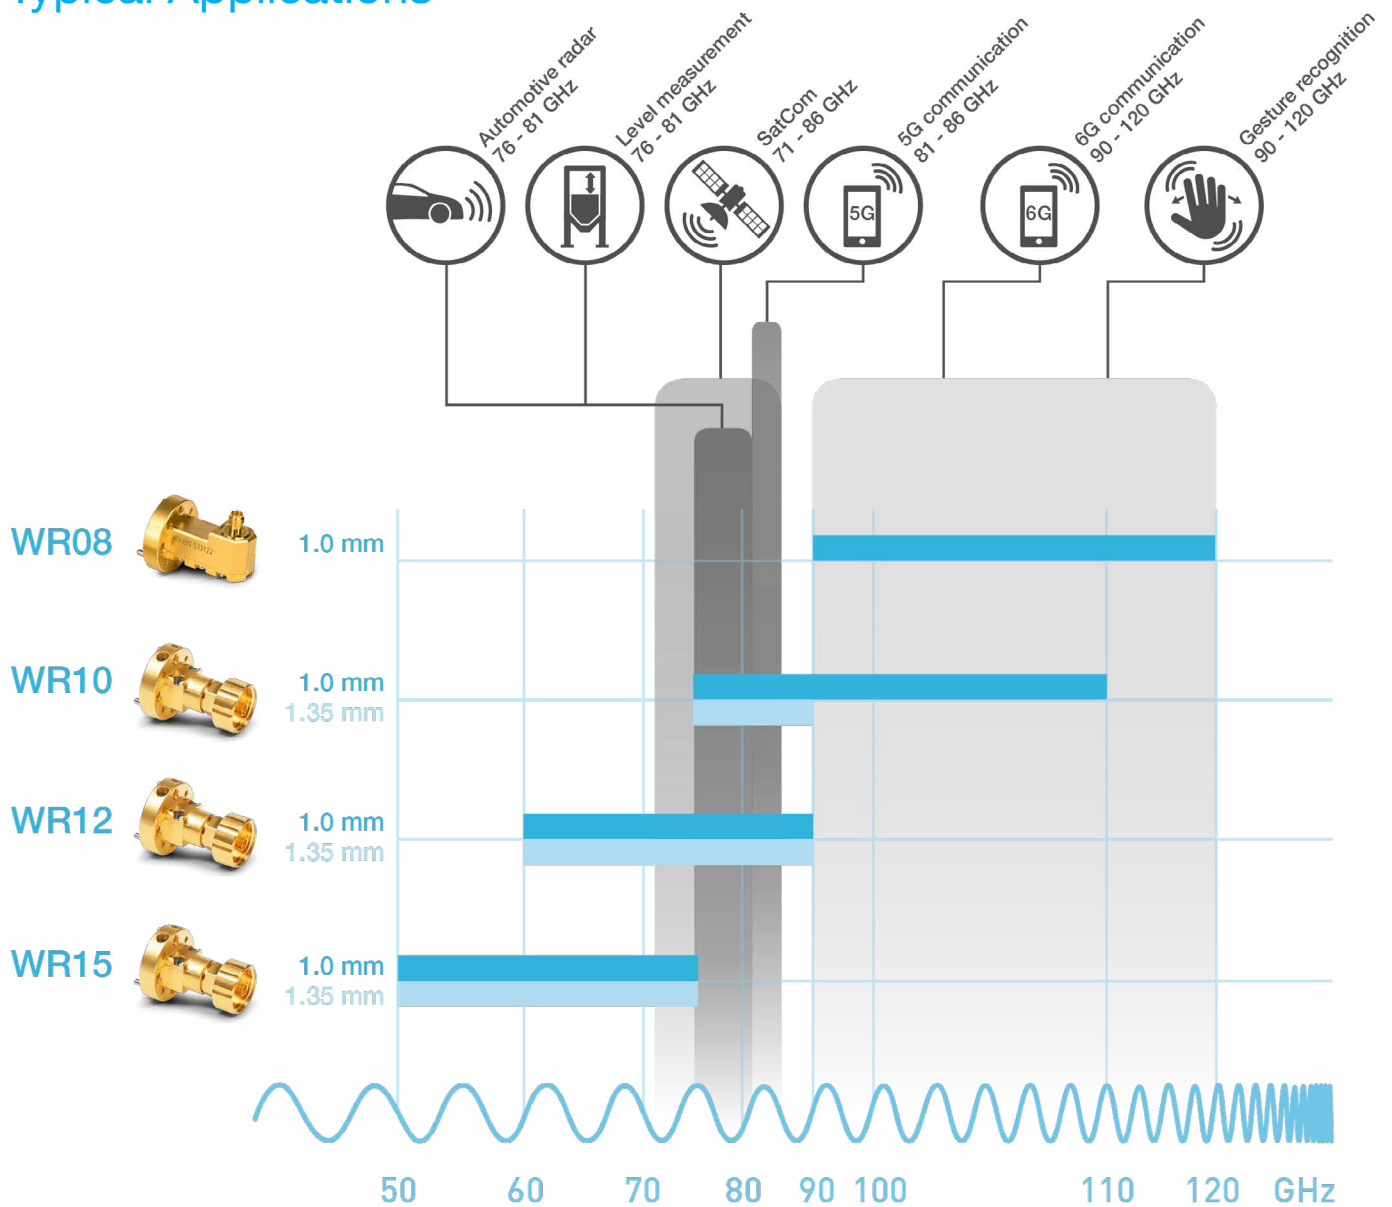 Typical Applications
Automotive radar
76 - 81 GHz
Level measurement
76 - 81 GHz
SatCom
71 - 86 GHz
5G communication
81 - 86 GHz
6G communication
90 - 120 GHz
Gesture recognition
90 - 120 GHz
5G
6G
WR08
1.0 mm
WR10
1.0 mm
1.35 mm
WR12
1.0 mm
1.35 mm
WR15
1.0 mm
1.35 mm
50 60 70 80 90 100 110 120 GHz